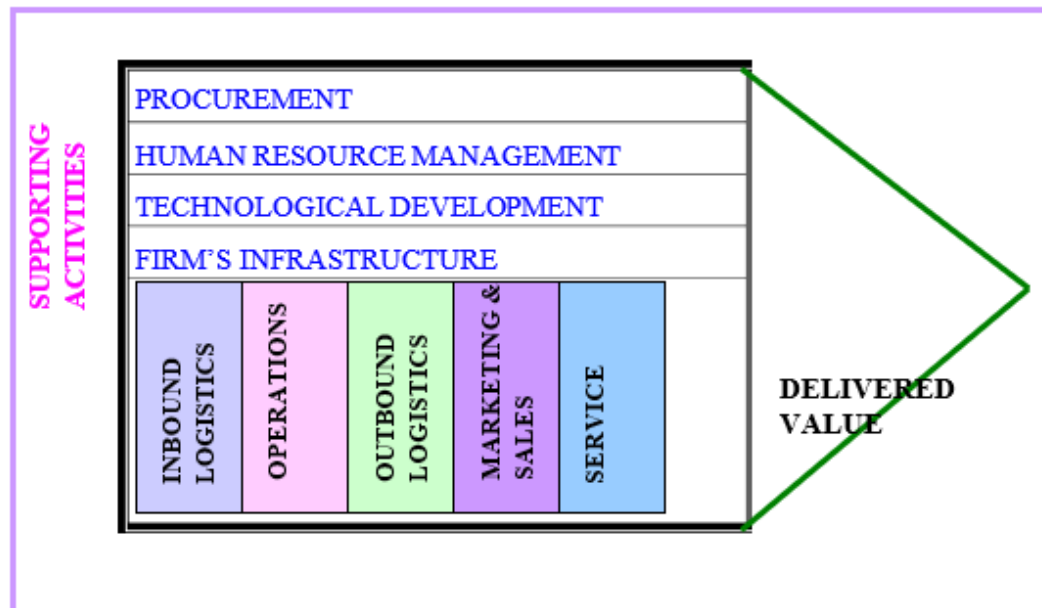 SUPPORTING
ACTIVITIES
PROCUREMENT
HUMAN RESOURCE MANAGEMENT
TECHNOLOGICAL DEVELOPMENT
FIRM’S INFRASTRUCTURE
INBOUND
LOGISTICS
OPERATIONS
OUTBOUND
LOGISTICS
MARKETING &
SALES
SERVICE
DELIVERED
VALUE